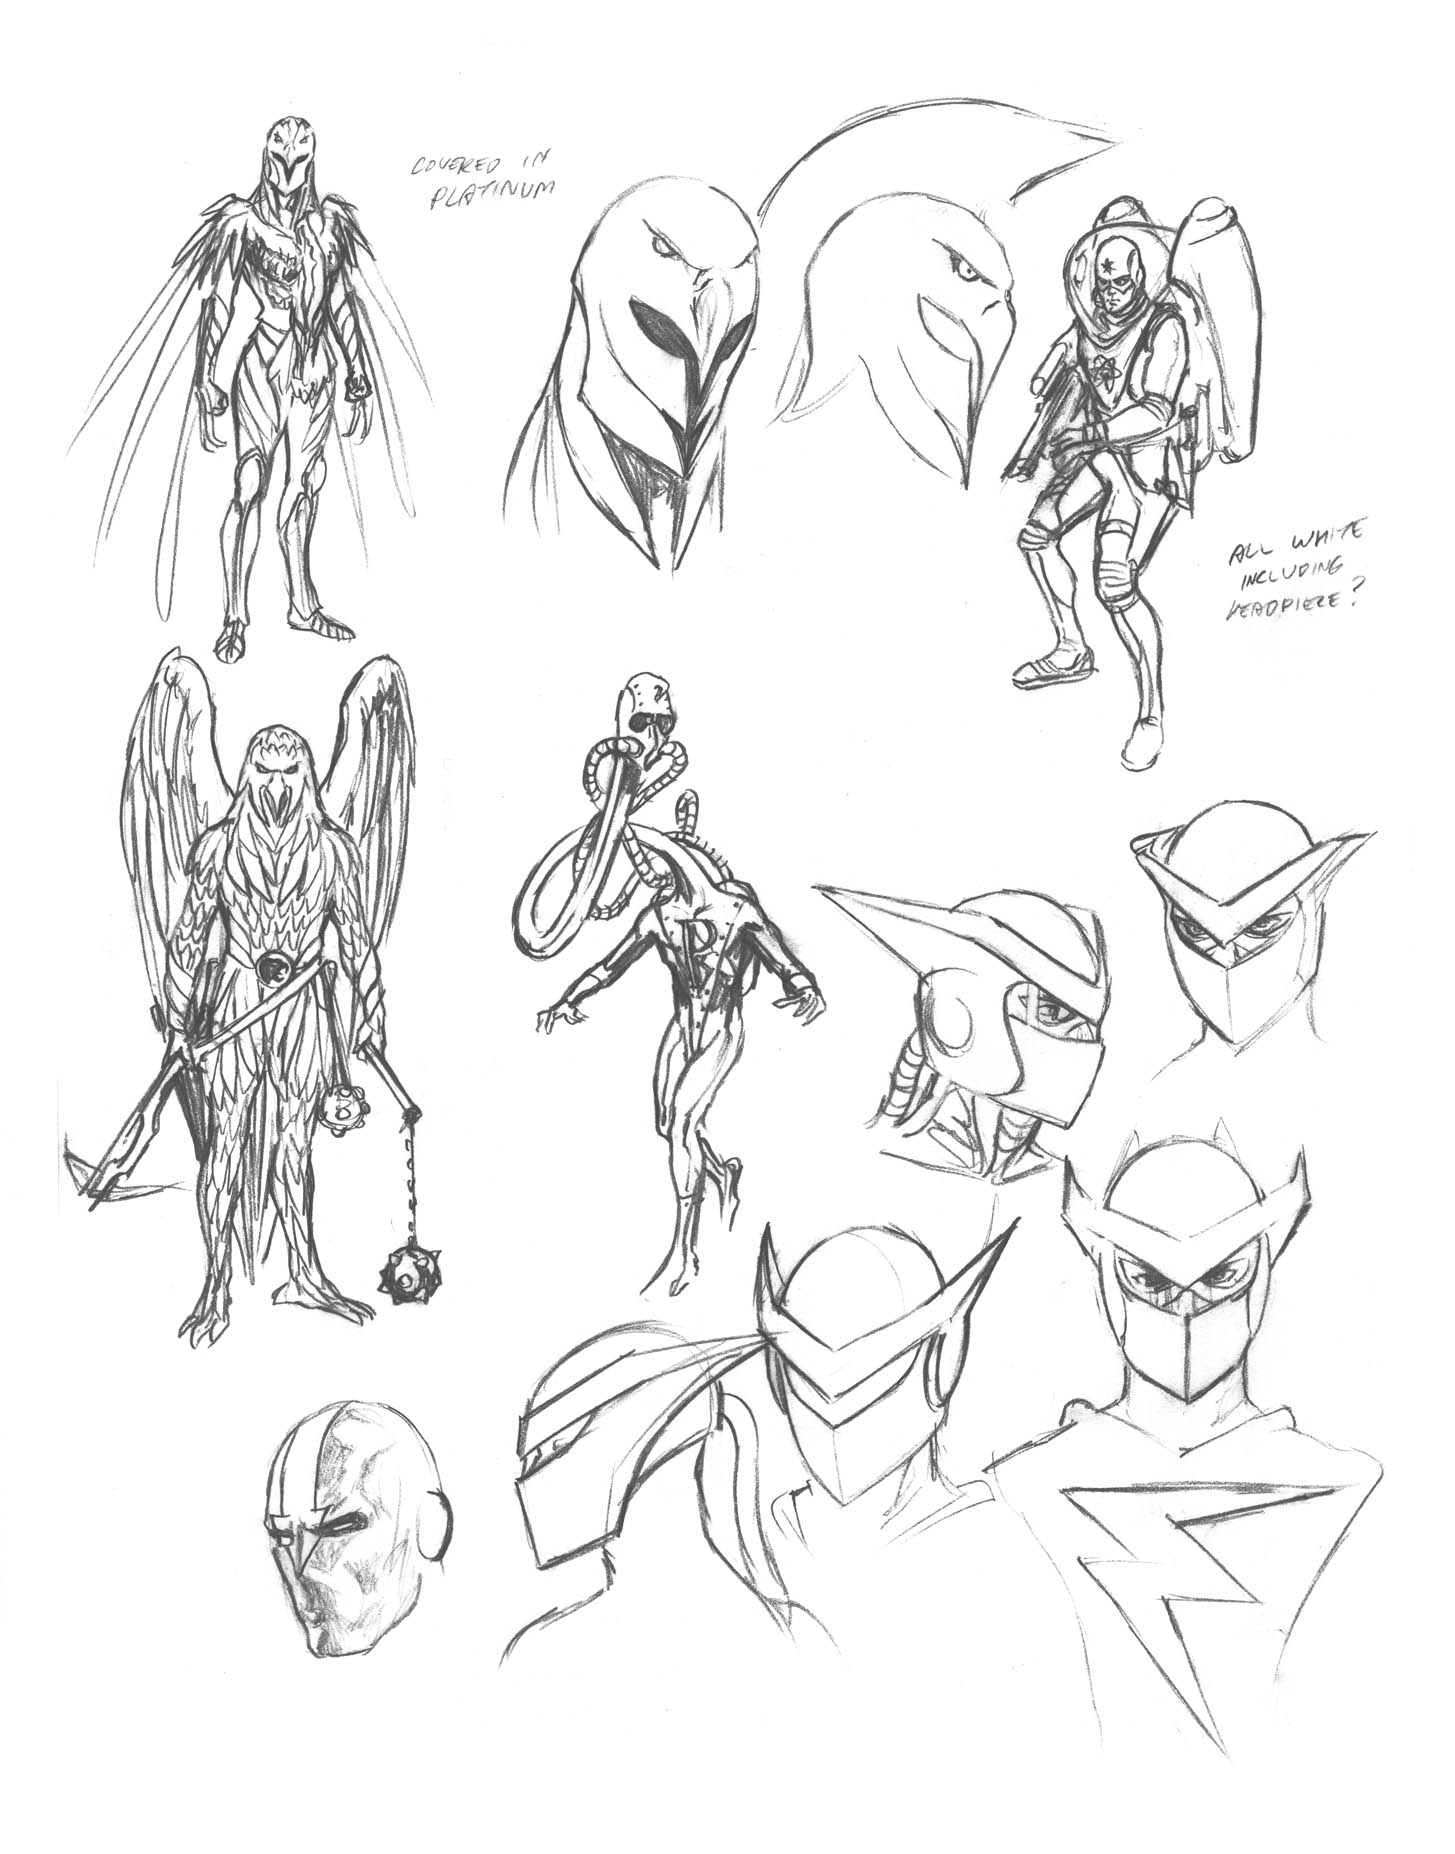 COVERED IN
PLATINUM
ALL WHITE
INCLUDING
HEADPIECE?